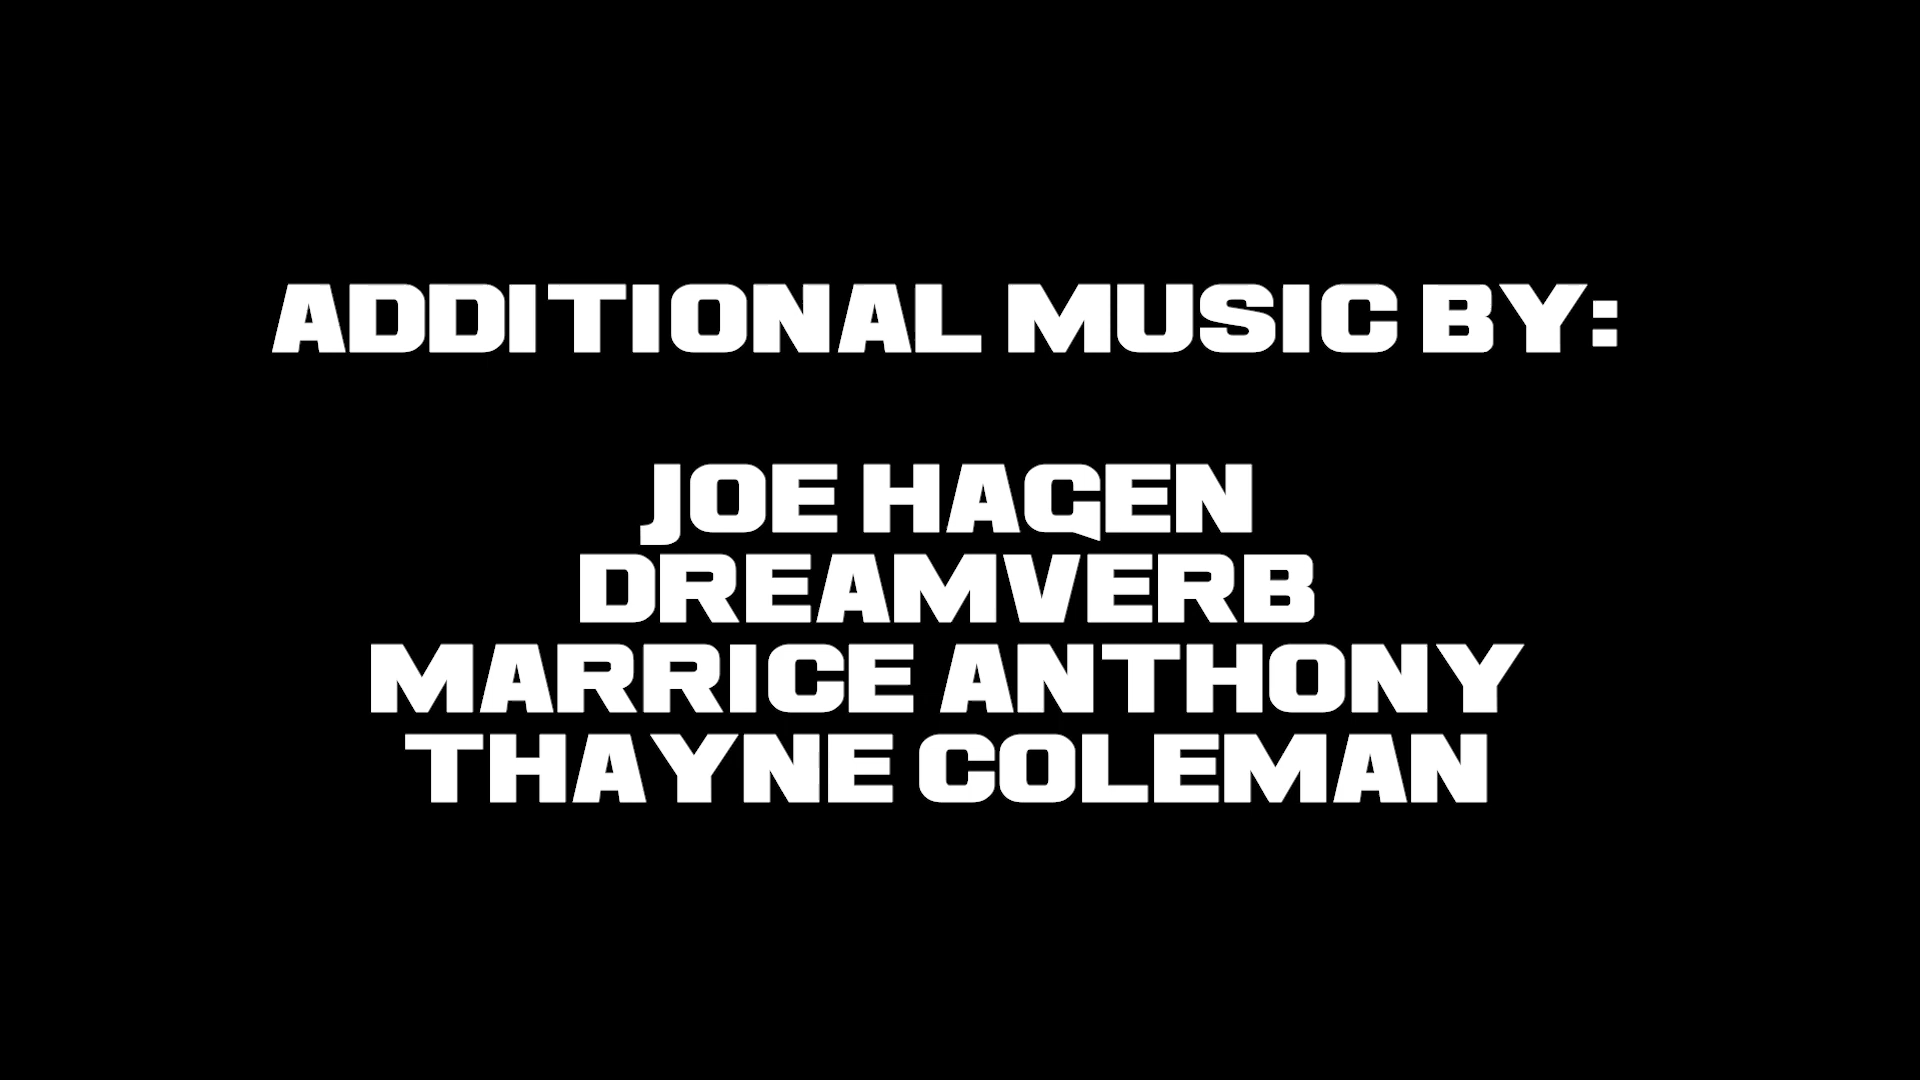 ADDITIONAL MUSIC BY:
JOE HAGEN
DREAMVERB
MARRICE ANTHONY
THAYNE COLEMAN